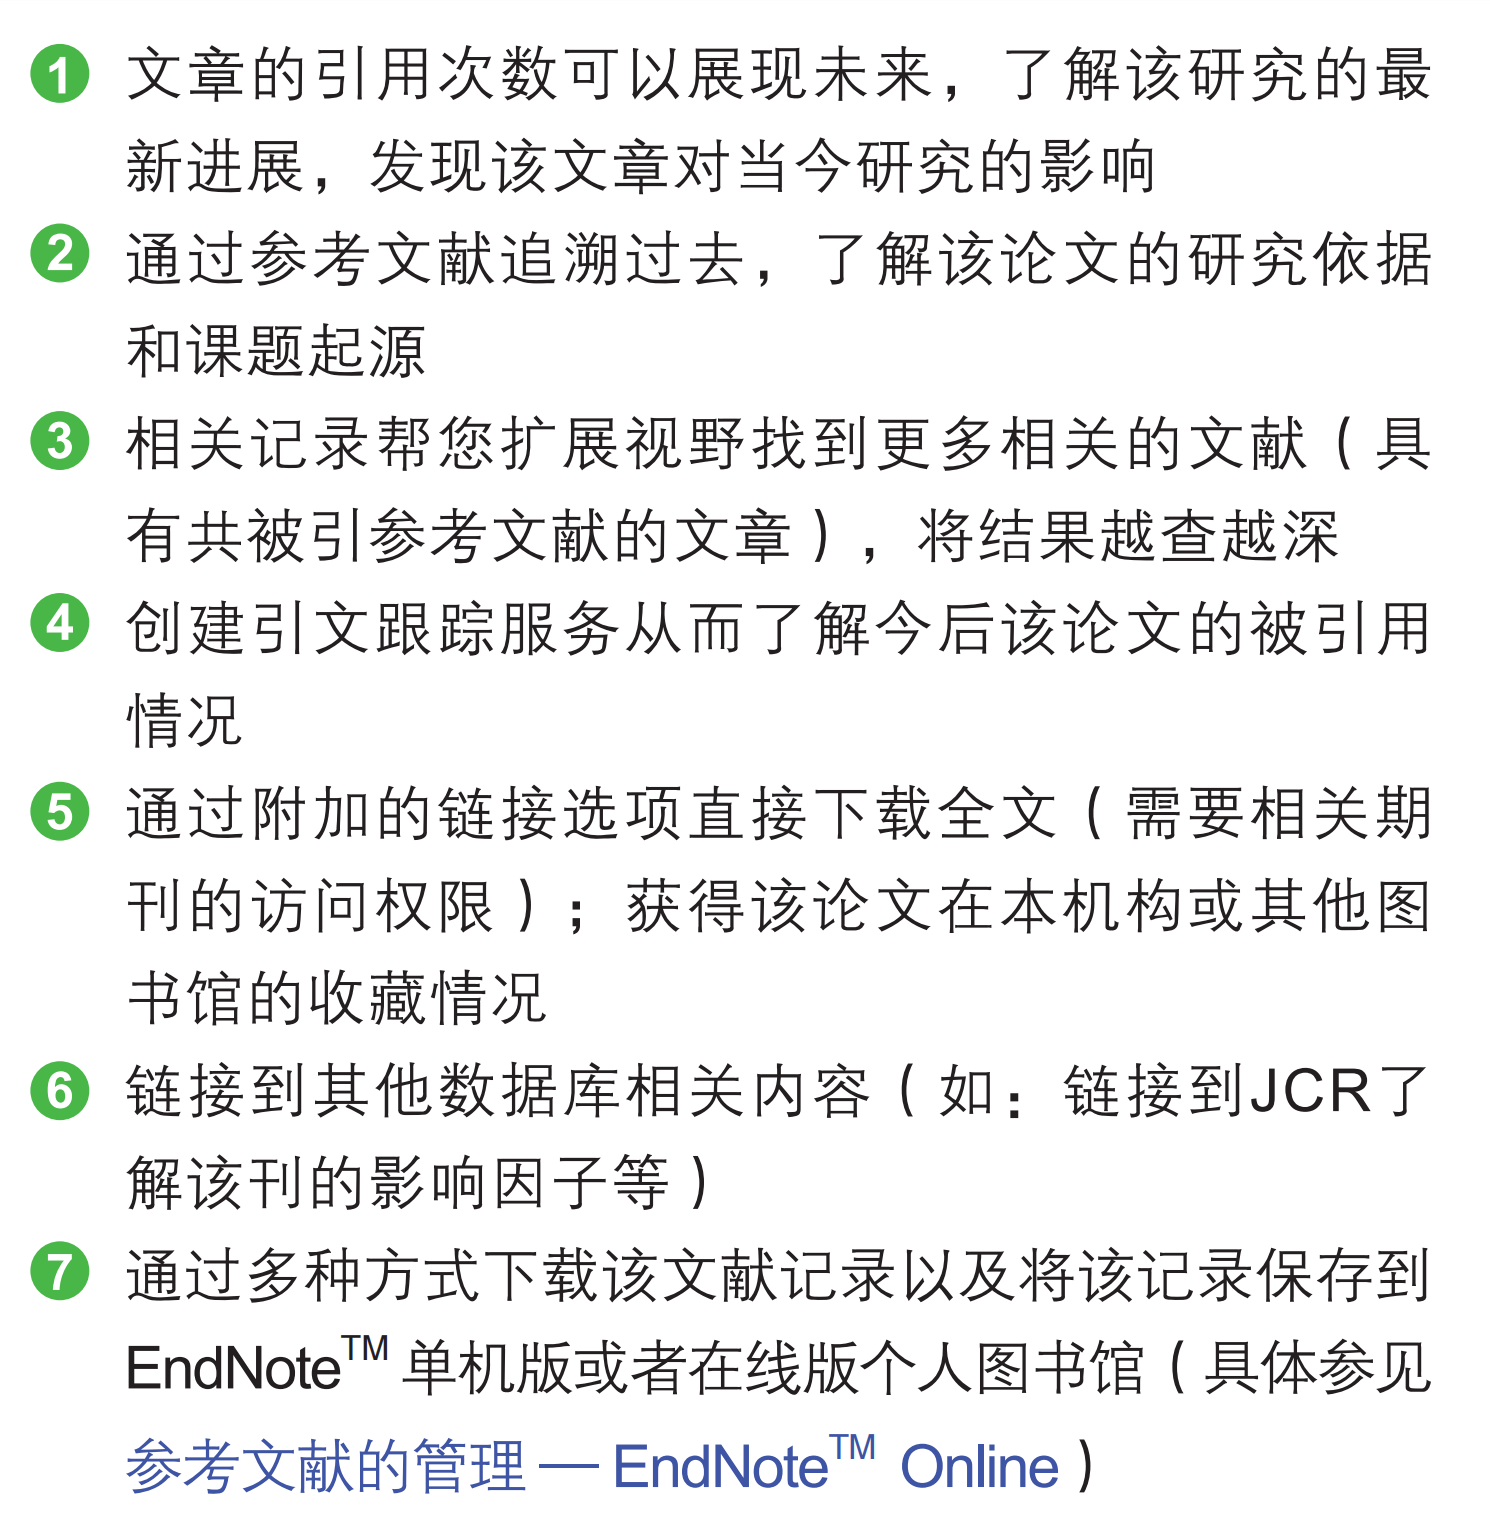 1 文章的引用次数可以展现未来，了解该研究的最
新进展，发现该文章对当今研究的影响
2 通过参考文献追溯过去，了解该论文的研究依据
和课题起源
3 相关记录帮您扩展视野找到更多相关的文献（具
有共被引参考文献的文章），将结果越查越深
4 创建引文跟踪服务从而了解今后该论文的被引用
情况
5 通过附加的链接选项直接下载全文（需要相关期
刊的访问权限）；获得该论文在本机构或其他图
书馆的收藏情况
6 链接到其他数据库相关内容（如：链接到JCR了
解该刊的影响因子等）
7 通过多种方式下载该文献记录以及将该记录保存到
EndNote™ 单机版或者在线版个人图书馆（具体参见
参考文献的管理 — EndNote™ Online）